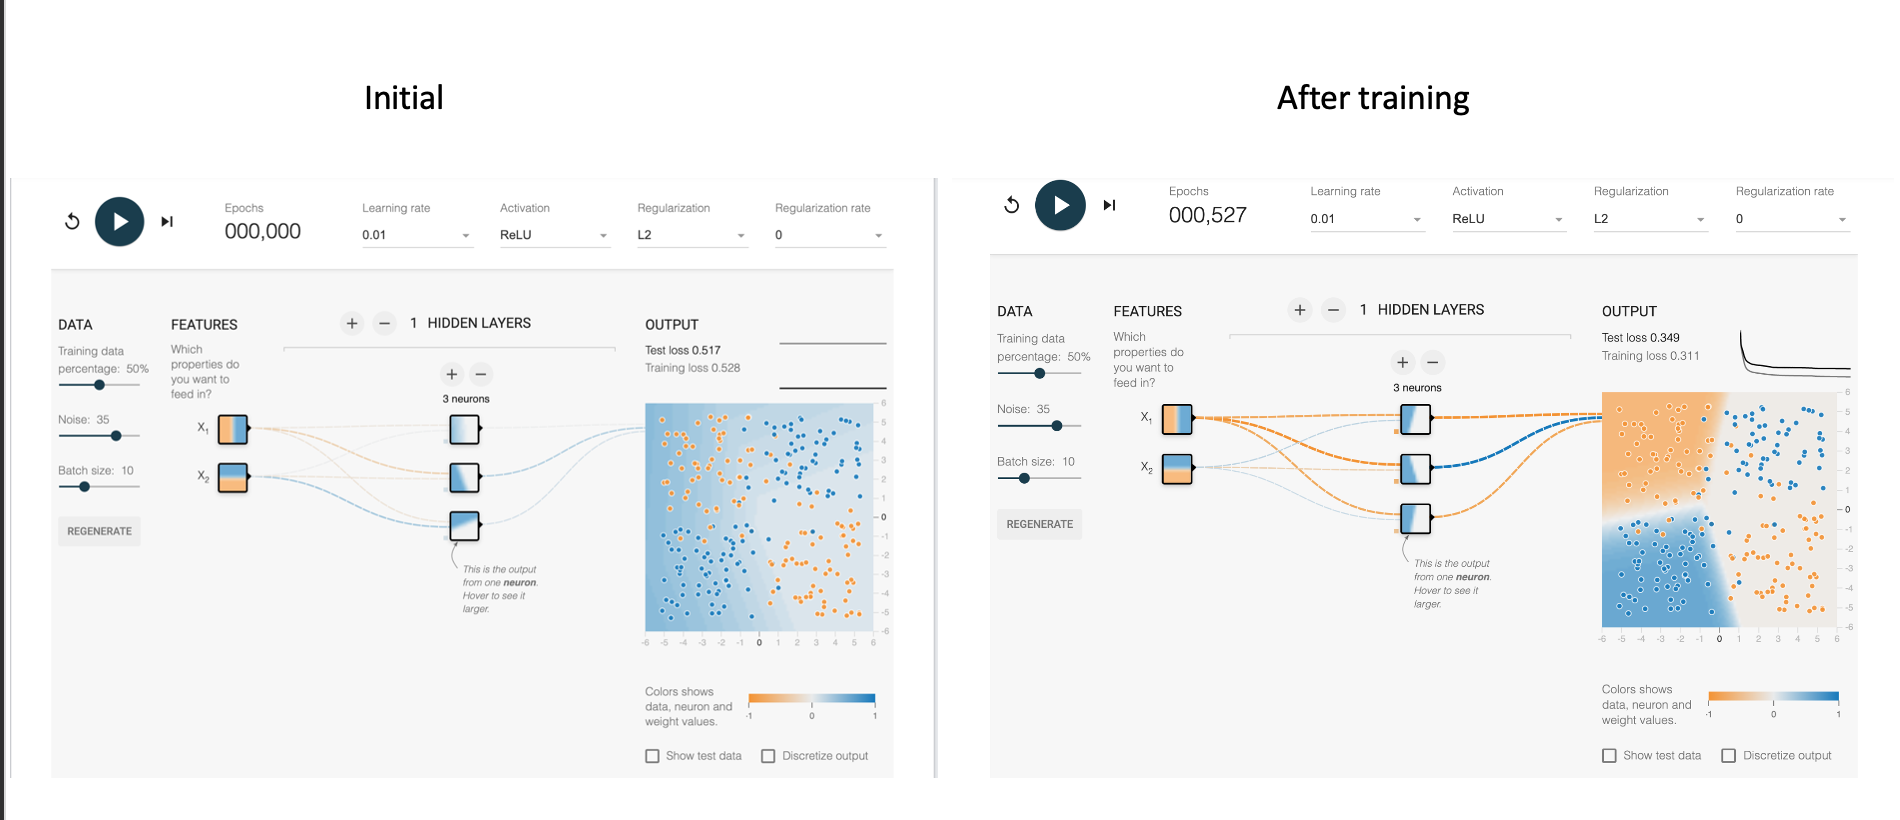 Initial
After training
Epochs
000,000
Learning rate
0.01
Activation
ReLU
Regularization
L2
Regularization rate
0
DATA
Training data
percentage: 50%
Noise: 35
Batch size: 10
REGENERATE
FEATURES
Which
properties do
you want to
feed in?
X1
X2
+ − 1 HIDDEN LAYERS
+ −
3 neurons
This is the output
from one neuron.
Hover to see it
larger.
OUTPUT
Test loss 0.517
Training loss 0.528
6
5
4
3
2
1
0
-1
-2
-3
-4
-5
-6
-6 -5 -4 -3 -2 -1 0 1 2 3 4 5 6
Colors shows
data, neuron and
weight values.
-1 0 1
Show test data
Discretize output
Epochs
000,527
Learning rate
0.01
Activation
ReLU
Regularization
L2
Regularization rate
0
DATA
Training data
percentage: 50%
Noise: 35
Batch size: 10
REGENERATE
FEATURES
Which
properties do
you want to
feed in?
X1
X2
+ − 1 HIDDEN LAYERS
+ −
3 neurons
This is the output
from one neuron.
Hover to see it
larger.
OUTPUT
Test loss 0.349
Training loss 0.311
6
5
4
3
2
1
0
-1
-2
-3
-4
-5
-6
-6 -5 -4 -3 -2 -1 0 1 2 3 4 5 6
Colors shows
data, neuron and
weight values.
-1 0 1
Show test data
Discretize output